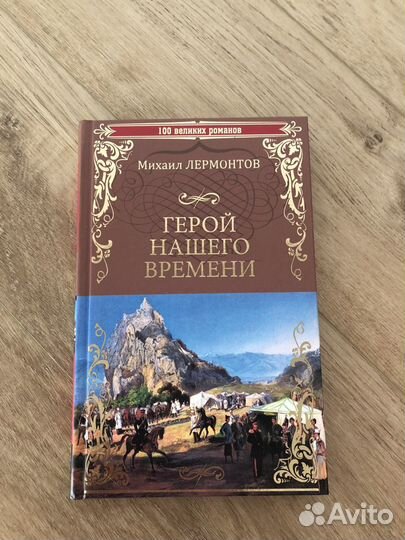 100 великих романов
Михаил ЛЕРМОНТОВ
ГЕРОЙ
НАШЕГО
ВРЕМЕНИ
Avito